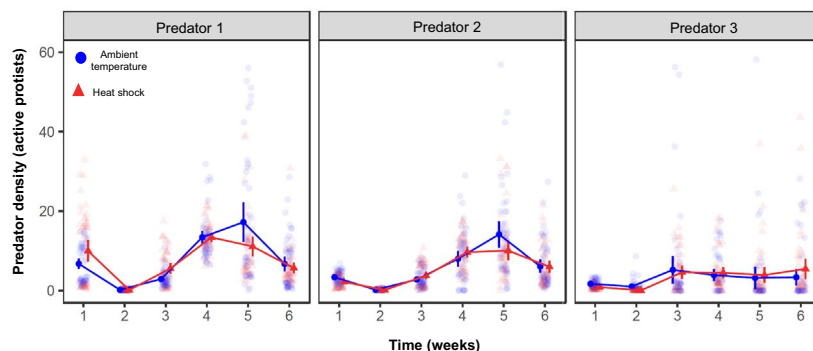 Predator 1
Predator 2
Predator 3
Predator density (active protists)
60
40
20
0
Ambient
temperature
Heat shock
1 2 3 4 5 6
1 2 3 4 5 6
1 2 3 4 5 6
Time (weeks)